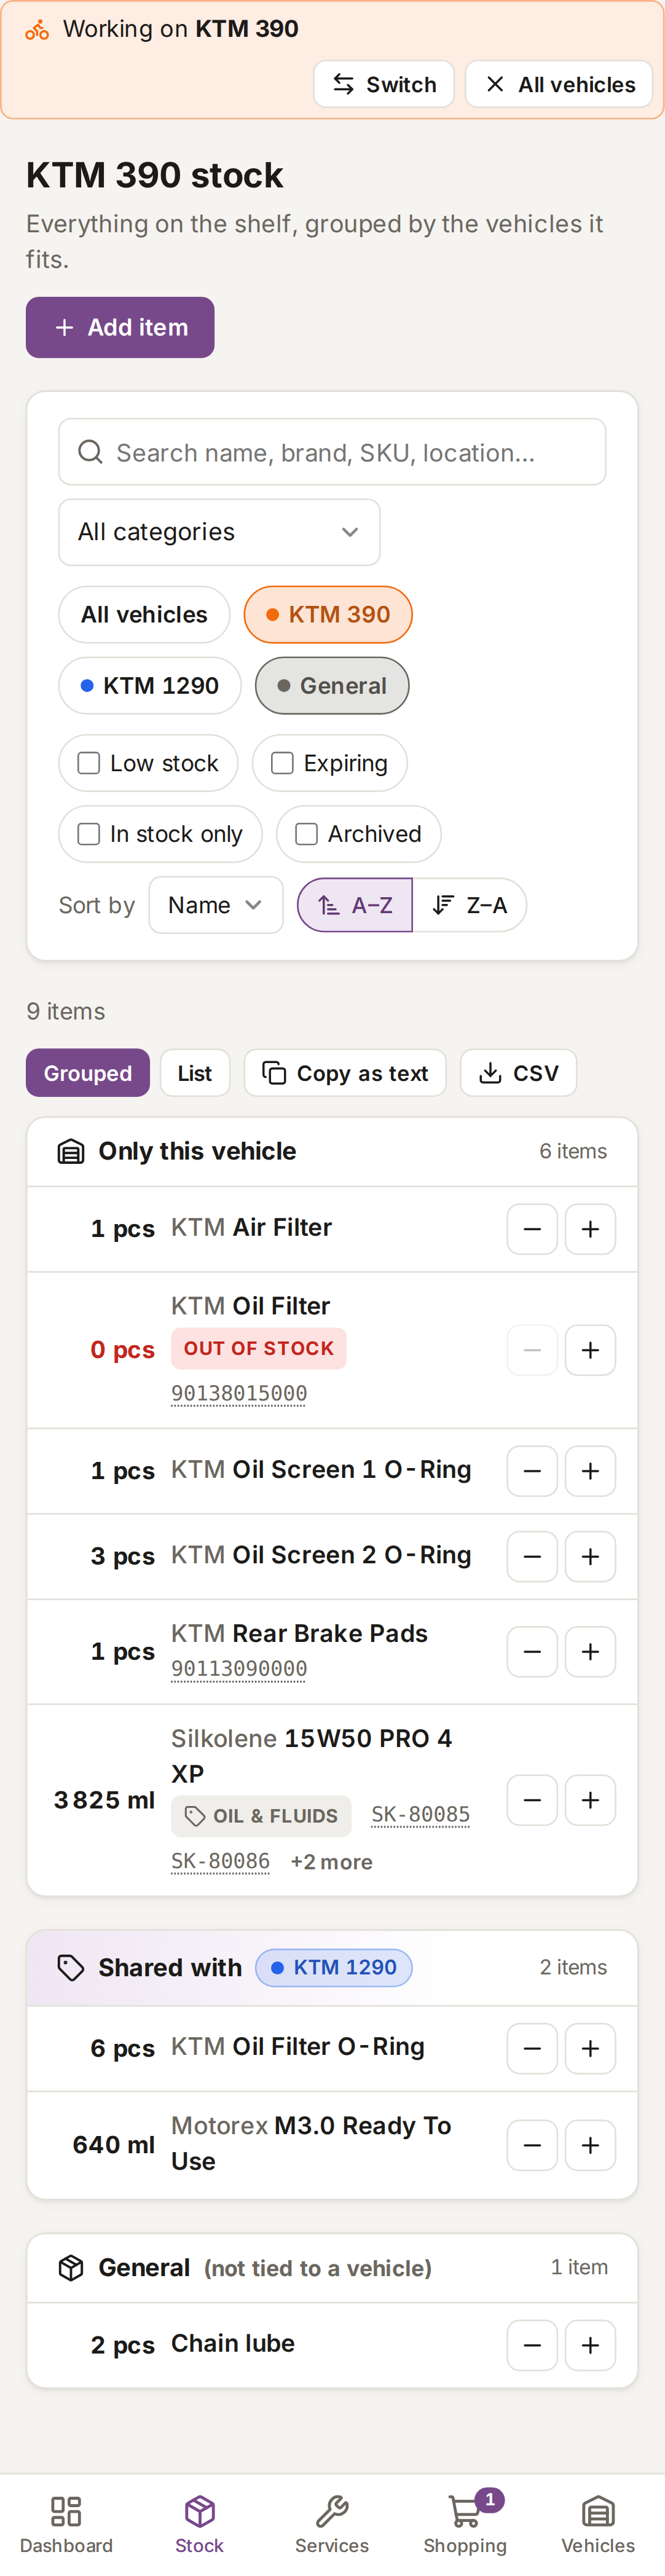 Working on KTM 390
Switch
All vehicles
KTM 390 stock
Everything on the shelf, grouped by the vehicles it
fits.
Add item
Search name, brand, SKU, location...
All categories
All vehicles
KTM 390
KTM 1290
General
Low stock
Expiring
In stock only
Archived
Sort by
Name
A–Z
Z–A
9 items
Grouped
List
Copy as text
CSV
Only this vehicle
6 items
1 pcs
KTM Air Filter
0 pcs
KTM Oil Filter
OUT OF STOCK
90138015000
1 pcs
KTM Oil Screen 1 O-Ring
3 pcs
KTM Oil Screen 2 O-Ring
1 pcs
KTM Rear Brake Pads
90113090000
3 825 ml
Silkolene 15W50 PRO 4
XP
OIL & FLUIDS
SK-80085
SK-80086
+2 more
Shared with
KTM 1290
2 items
6 pcs
KTM Oil Filter O-Ring
640 ml
Motorex M3.0 Ready To
Use
General (not tied to a vehicle)
1 item
2 pcs
Chain lube
1
Dashboard
Stock
Services
Shopping
Vehicles